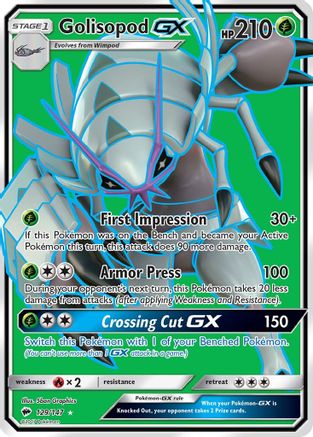 STAGE 1 Golisopod GX HP 210
Evolves from Wimpod
First Impression 30+
If this Pokémon was on the Bench and became your Active
Pokémon this turn, this attack does 90 more damage.
Armor Press 100
During your opponent's next turn, this Pokémon takes 20 less
damage from attacks (after applying Weakness and Resistance).
Crossing Cut GX 150
Switch this Pokémon with 1 of your Benched Pokémon.
(You can't use more than 1 GX attack in a game.)
weakness ×2 resistance retreat
Illus. 5ban Graphics
129/147
Pokémon-GX rule
When your Pokémon-GX is
Knocked Out, your opponent takes 2 Prize cards.